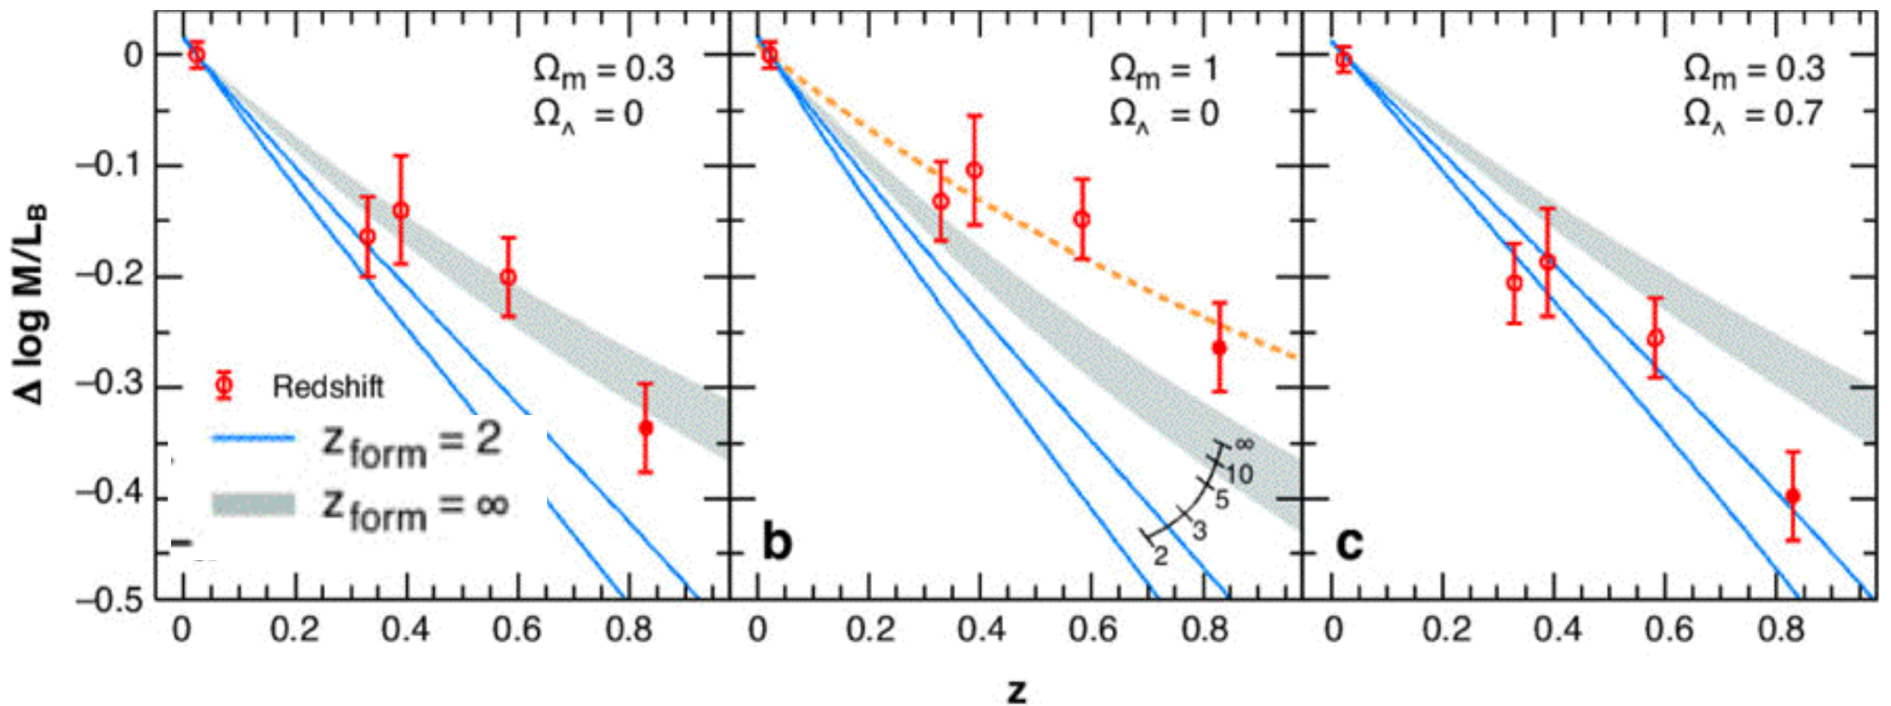 Δ log M/L_B
0
−0.1
−0.2
−0.3
−0.4
−0.5
Ω_m = 0.3
Ω_Λ = 0
Redshift
z_form = 2
z_form = ∞
0 0.2 0.4 0.6 0.8
Ω_m = 1
Ω_Λ = 0
∞
10
5
3
2
b
0 0.2 0.4 0.6 0.8
Ω_m = 0.3
Ω_Λ = 0.7
c
0 0.2 0.4 0.6 0.8
z